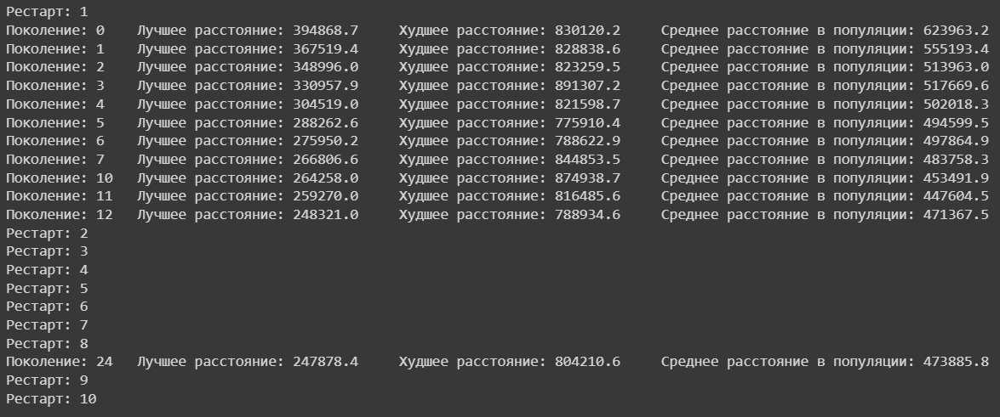 Рестарт: 1
Поколение: 0 Лучшее расстояние: 394868.7 Худшее расстояние: 830120.2 Среднее расстояние в популяции: 623963.2
Поколение: 1 Лучшее расстояние: 367519.4 Худшее расстояние: 828838.6 Среднее расстояние в популяции: 555193.4
Поколение: 2 Лучшее расстояние: 348996.0 Худшее расстояние: 823259.5 Среднее расстояние в популяции: 513963.0
Поколение: 3 Лучшее расстояние: 330957.9 Худшее расстояние: 891307.2 Среднее расстояние в популяции: 517669.6
Поколение: 4 Лучшее расстояние: 304519.0 Худшее расстояние: 821598.7 Среднее расстояние в популяции: 502018.3
Поколение: 5 Лучшее расстояние: 288262.6 Худшее расстояние: 775910.4 Среднее расстояние в популяции: 494599.5
Поколение: 6 Лучшее расстояние: 275950.2 Худшее расстояние: 788622.9 Среднее расстояние в популяции: 497864.9
Поколение: 7 Лучшее расстояние: 266806.6 Худшее расстояние: 844853.5 Среднее расстояние в популяции: 483758.3
Поколение: 10 Лучшее расстояние: 264258.0 Худшее расстояние: 874938.7 Среднее расстояние в популяции: 453491.9
Поколение: 11 Лучшее расстояние: 259270.0 Худшее расстояние: 816485.6 Среднее расстояние в популяции: 447604.5
Поколение: 12 Лучшее расстояние: 248321.0 Худшее расстояние: 788934.6 Среднее расстояние в популяции: 471367.5
Рестарт: 2
Рестарт: 3
Рестарт: 4
Рестарт: 5
Рестарт: 6
Рестарт: 7
Рестарт: 8
Поколение: 24 Лучшее расстояние: 247878.4 Худшее расстояние: 804210.6 Среднее расстояние в популяции: 473885.8
Рестарт: 9
Рестарт: 10